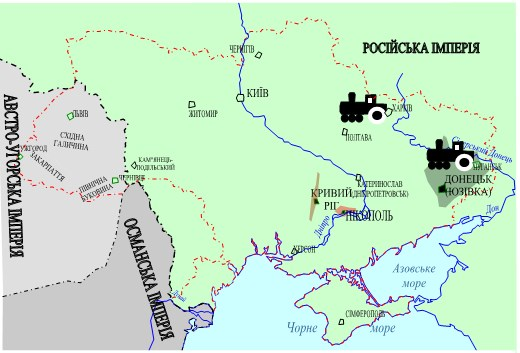 ЧЕРНІГІВ
РОСІЙСЬКА ІМПЕРІЯ
КИЇВ
АВСТРО-УГОРСЬКА ІМПЕРІЯ
ЛЬВІВ
ЖИТОМИР
ХАРКІВ
ПОЛТАВА
СХІДНА
ГАЛИЧИНА
УЖГОРОД
ЗАКАРПАТТЯ
Сіверський Донець
КАМ'ЯНЕЦЬ-
ПОДІЛЬСЬКИЙ
ЛУГАНСЬК
ЧЕРНІВЦІ
ПІВНІЧНА
БУКОВИНА
КАТЕРИНОСЛАВ
(ДНІПРОПЕТРОВСЬК)
ДОНЕЦЬК
(ЮЗІВКА)
КРИВИЙ
РІГ
НІКОПОЛЬ
Дон
Дніпро
ОСМАНСЬКА ІМПЕРІЯ
ХЕРСОН
Азовське
море
Дунай
СІМФЕРОПОЛЬ
Чорне море